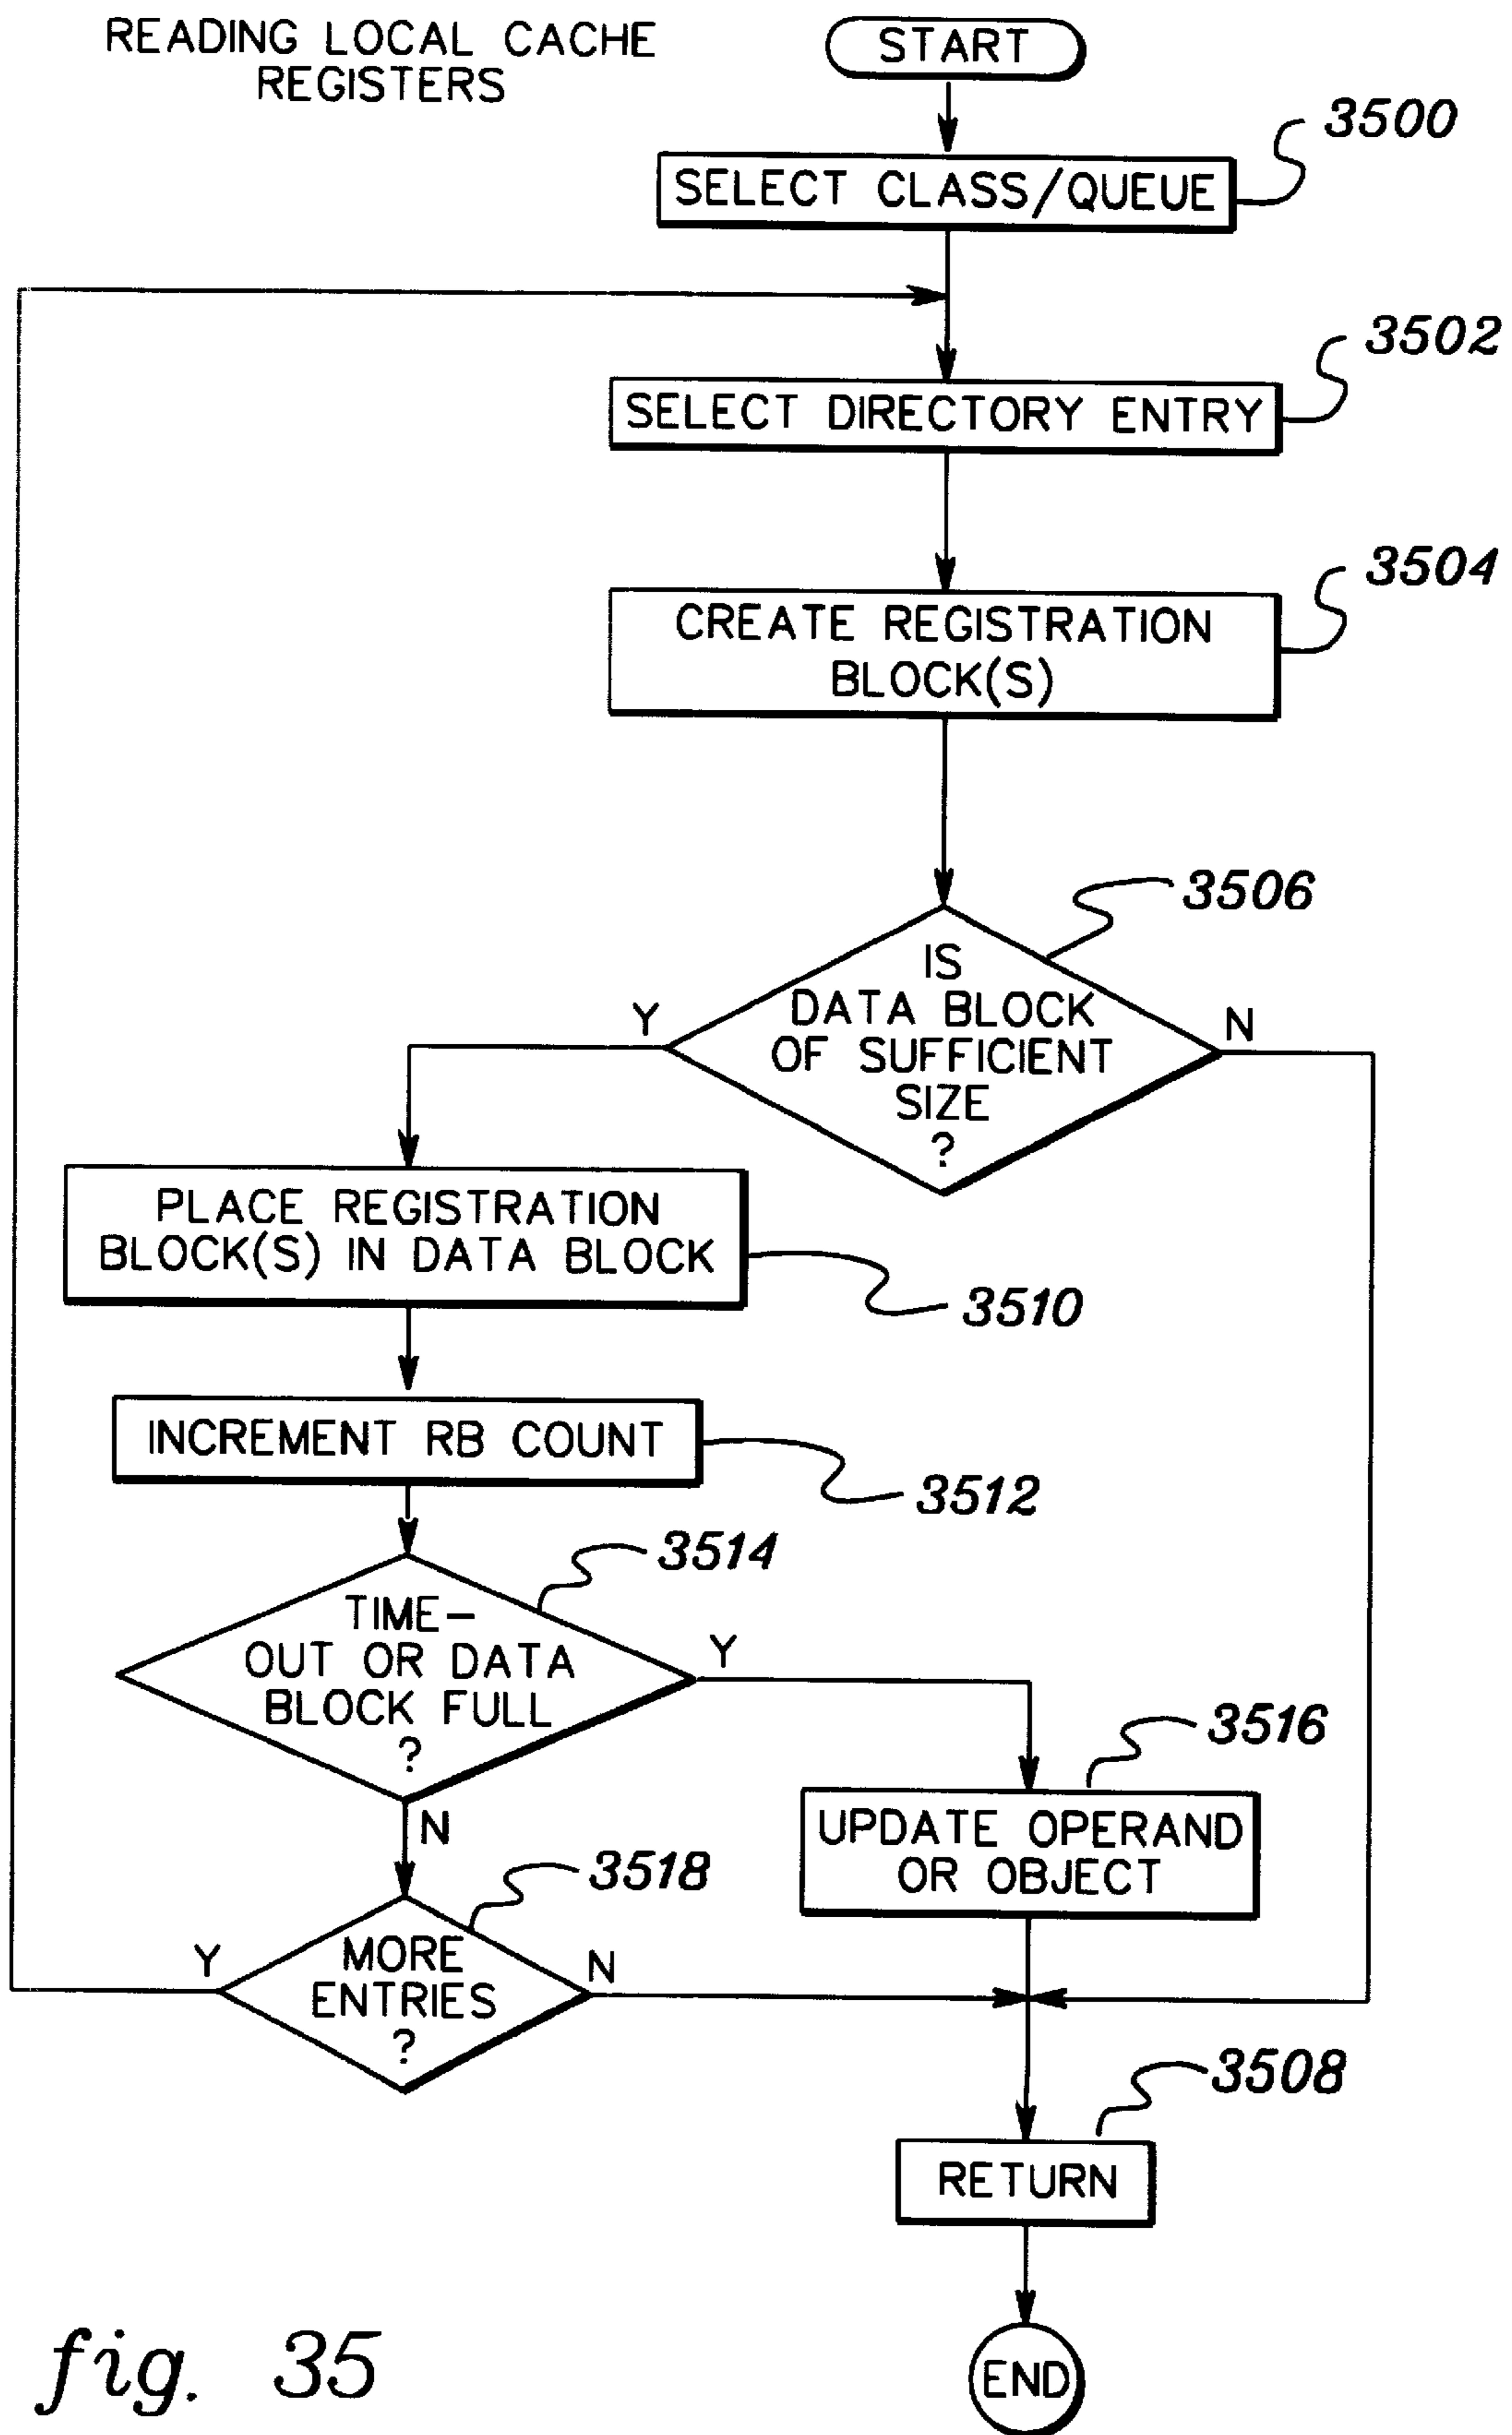 READING LOCAL CACHE
REGISTERS
START
3500
SELECT CLASS/QUEUE
3502
SELECT DIRECTORY ENTRY
3504
CREATE REGISTRATION
BLOCK(S)
3506
IS
DATA BLOCK
OF SUFFICIENT
SIZE
?
Y
N
PLACE REGISTRATION
BLOCK(S) IN DATA BLOCK
3510
INCREMENT RB COUNT
3512
3514
TIME-
OUT OR DATA
BLOCK FULL
?
Y
N
3516
UPDATE OPERAND
OR OBJECT
3518
MORE
ENTRIES
?
Y
N
3508
RETURN
END
fig. 35